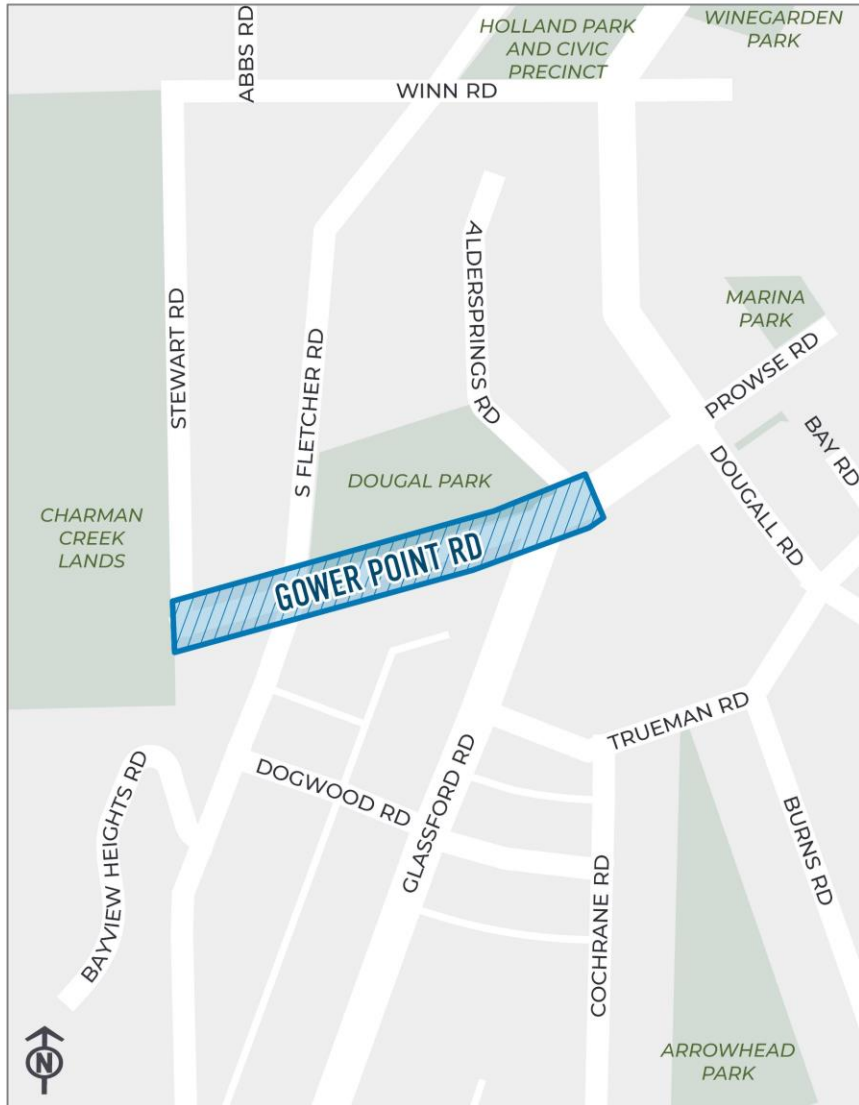 HOLLAND PARK
AND CIVIC
PRECINCT
WINEGARDEN
PARK
ABBS RD
WINN RD
STEWART RD
S FLETCHER RD
ALDERSPRINGS RD
MARINA
PARK
PROWSE RD
BAY RD
DOUGALL RD
DOUGAL PARK
CHARMAN
CREEK
LANDS
GOWER POINT RD
TRUEMAN RD
DOGWOOD RD
GLASSFORD RD
BAYVIEW HEIGHTS RD
COCHRANE RD
BURNS RD
ARROWHEAD
PARK
N